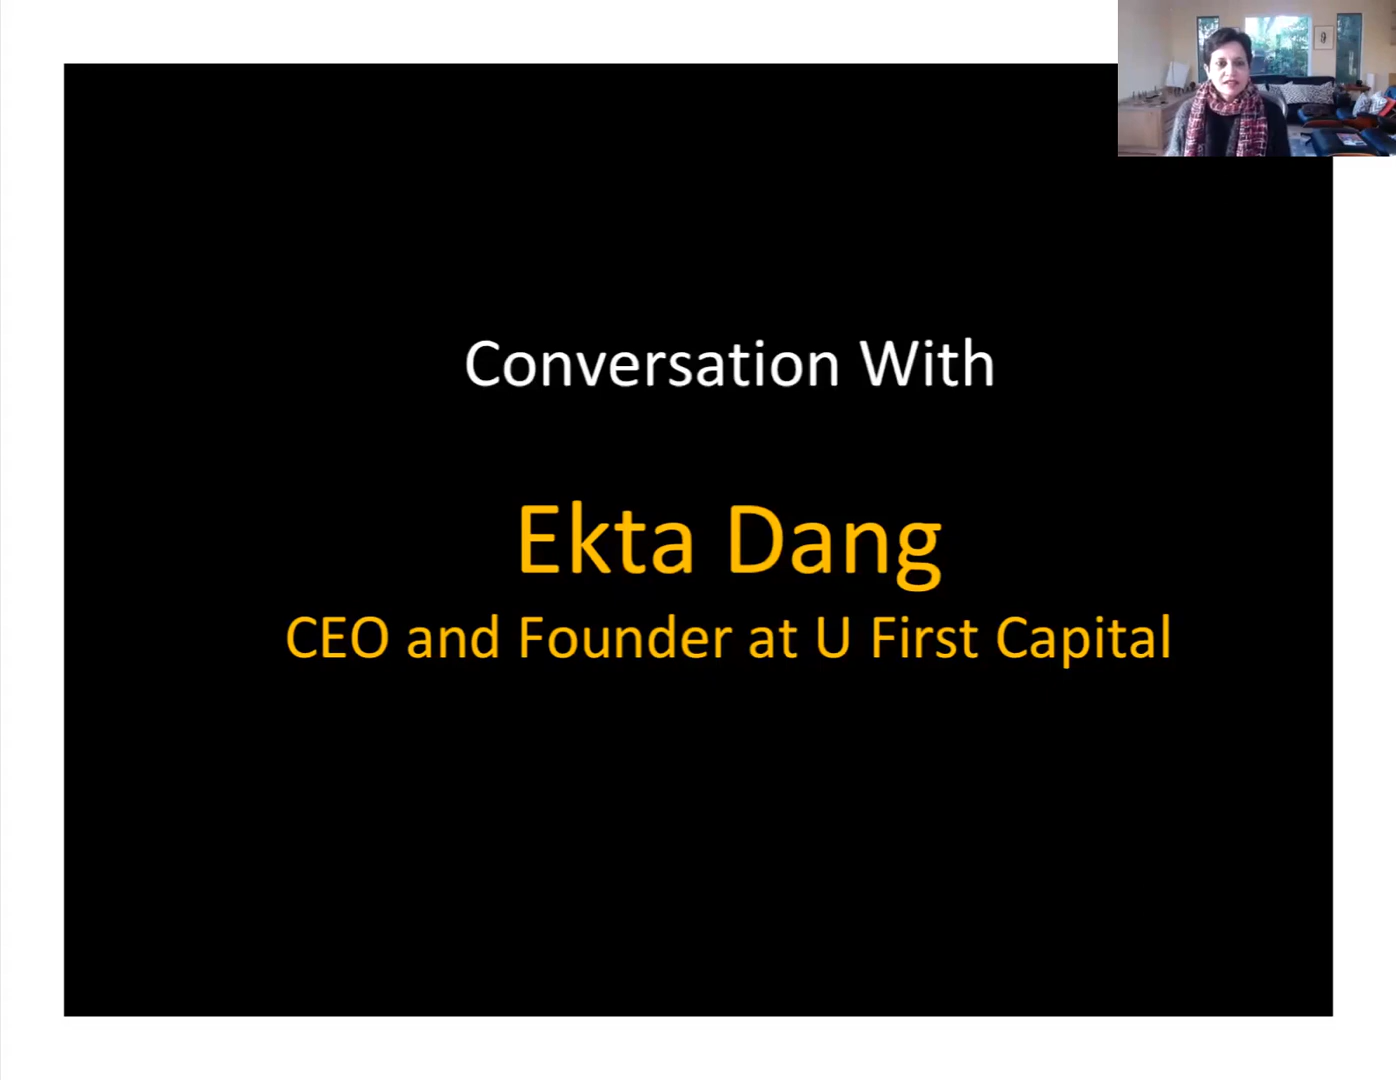 Conversation With
Ekta Dang
CEO and Founder at U First Capital